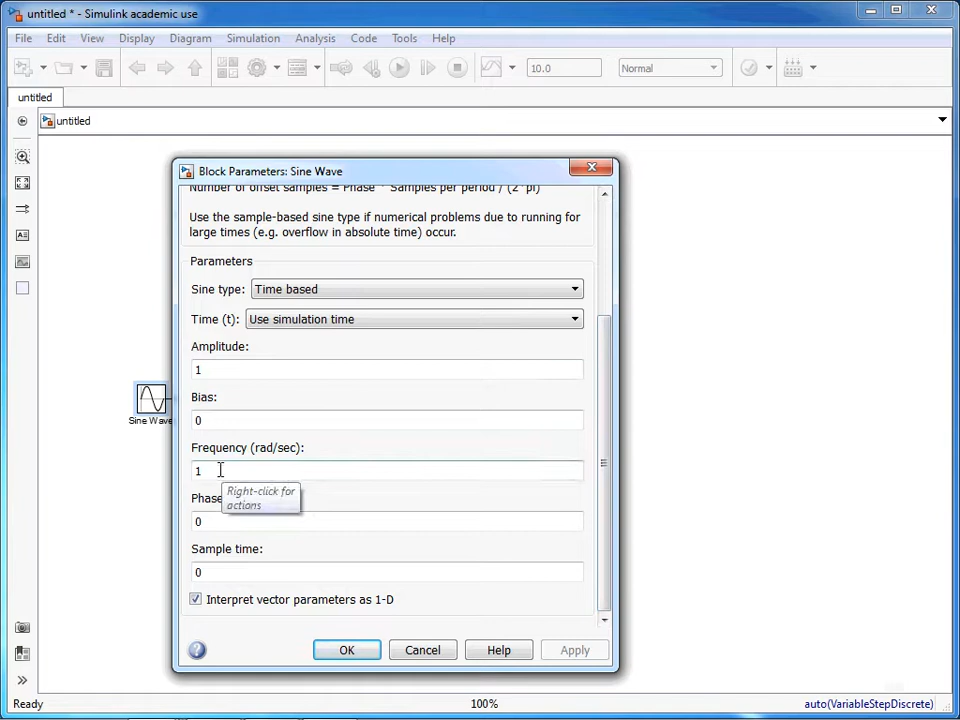 untitled * - Simulink academic use
File Edit View Display Diagram Simulation Analysis Code Tools Help
10.0 Normal
untitled
untitled
Block Parameters: Sine Wave
Number of offset samples = Phase * Samples per period / (2*pi)
Use the sample-based sine type if numerical problems due to running for
large times (e.g. overflow in absolute time) occur.
Parameters
Sine type: Time based
Time (t): Use simulation time
Amplitude:
1
Bias:
0
Sine Wave
Frequency (rad/sec):
1
Right-click for
actions
Phase
0
Sample time:
0
Interpret vector parameters as 1-D
OK Cancel Help Apply
Ready 100% auto(VariableStepDiscrete)